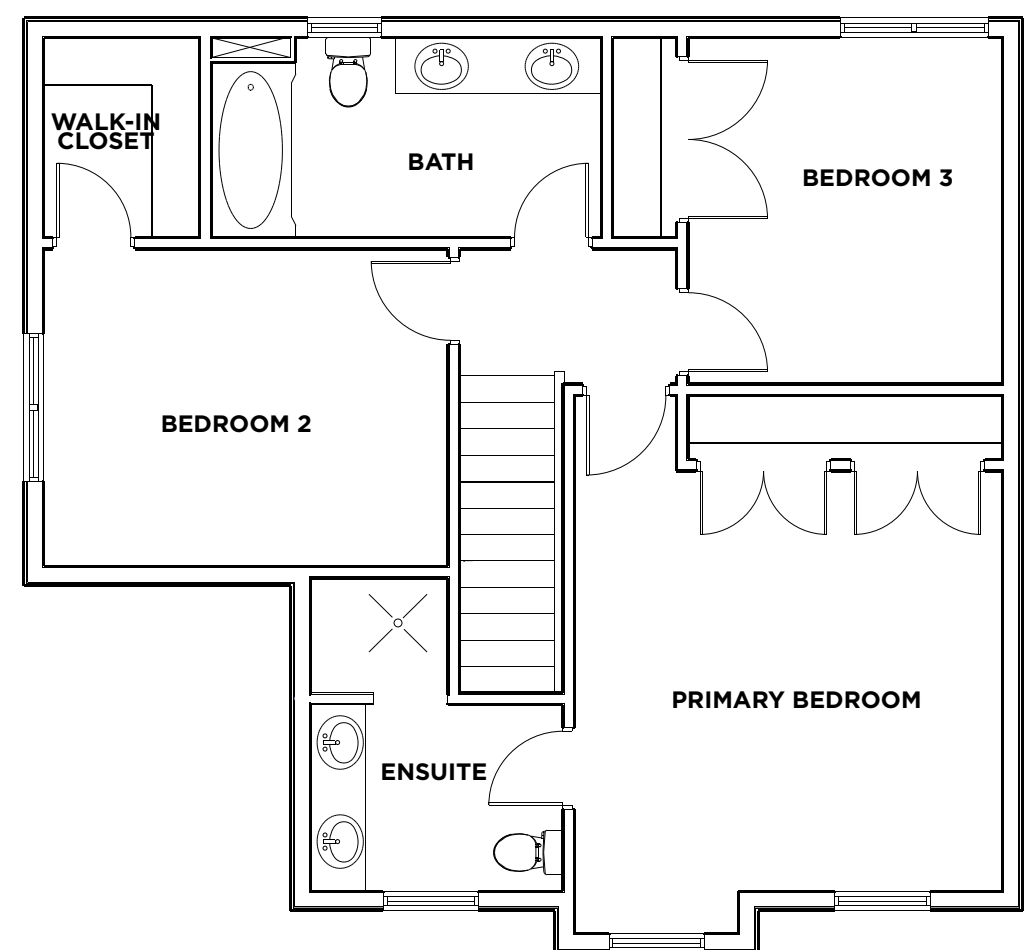 WALK-IN
CLOSET
BATH
BEDROOM 3
BEDROOM 2
PRIMARY BEDROOM
ENSUITE